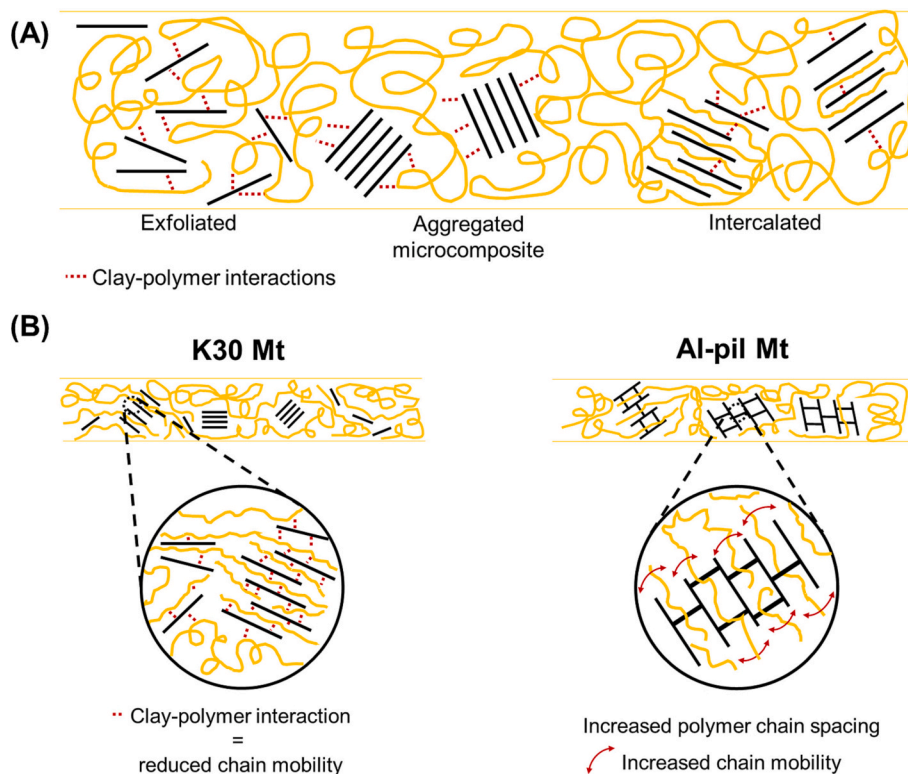 (A)
Exfoliated
Aggregated
microcomposite
Intercalated
Clay-polymer interactions
(B)
K30 Mt
Al-pil Mt
Clay-polymer interaction
=
reduced chain mobility
Increased polymer chain spacing
Increased chain mobility